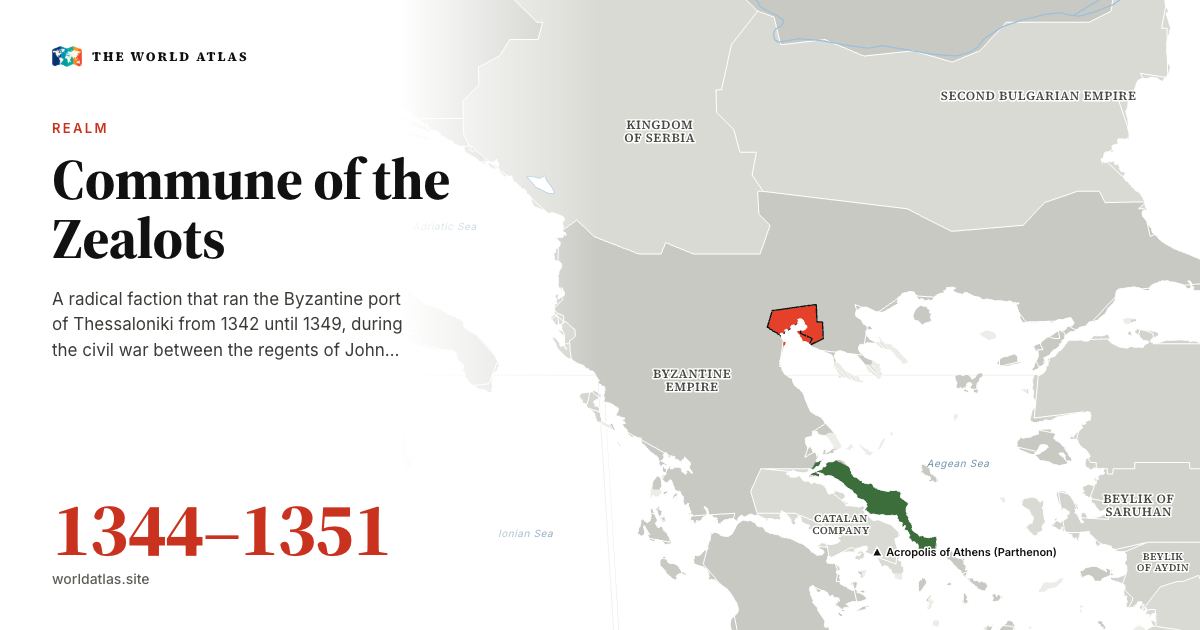 THE WORLD ATLAS
REALM
Commune of the
Zealots
A radical faction that ran the Byzantine port
of Thessaloniki from 1342 until 1349, during
the civil war between the regents of John...
1344–1351
worldatlas.site
KINGDOM
OF SERBIA
SECOND BULGARIAN EMPIRE
Adriatic Sea
BYZANTINE
EMPIRE
Aegean Sea
Ionian Sea
CATALAN
COMPANY
Acropolis of Athens (Parthenon)
BEYLIK OF
SARUHAN
BEYLIK
OF AYDIN